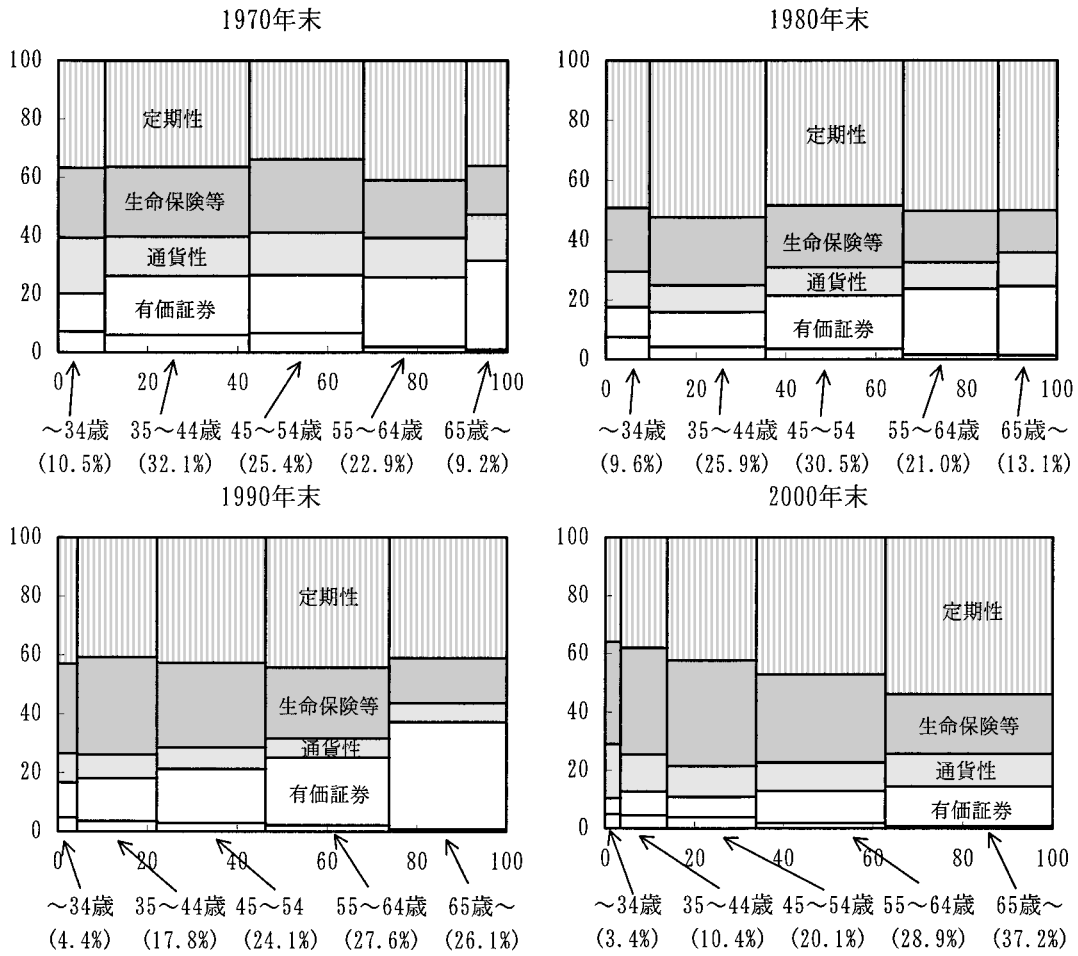 1970年末
100
80
60
40
20
0
定期性
生命保険等
通貨性
有価証券
0 20 40 60 80 100
~34歳 35~44歳 45~54歳 55~64歳 65歳~
(10.5%) (32.1%) (25.4%) (22.9%) (9.2%)
1980年末
100
80
60
40
20
0
定期性
生命保険等
通貨性
有価証券
0 20 40 60 80 100
~34歳 35~44歳 45~54 55~64歳 65歳~
(9.6%) (25.9%) (30.5%) (21.0%) (13.1%)
1990年末
100
80
60
40
20
0
定期性
生命保険等
通貨性
有価証券
0 20 40 60 80 100
~34歳 35~44歳 45~54 55~64歳 65歳~
(4.4%) (17.8%) (24.1%) (27.6%) (26.1%)
2000年末
100
80
60
40
20
0
定期性
生命保険等
通貨性
有価証券
0 20 40 60 80 100
~34歳 35~44歳 45~54歳 55~64歳 65歳~
(3.4%) (10.4%) (20.1%) (28.9%) (37.2%)